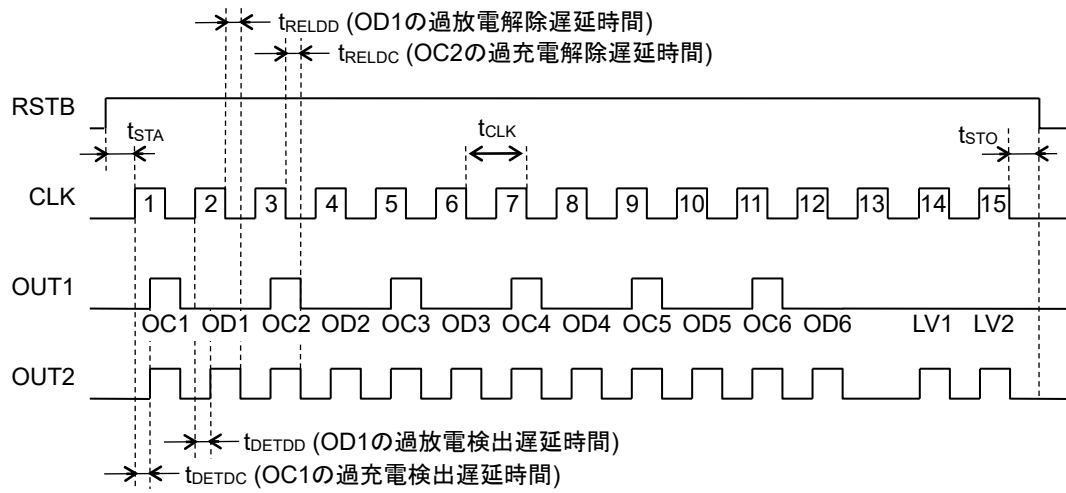 tRELDD (OD1の過放電解除遅延時間)
tRELDC (OC2の過充電解除遅延時間)
RSTB
tSTA
tCLK
tSTO
CLK
1 2 3 4 5 6 7 8 9 10 11 12 13 14 15
OUT1
OC1 OD1 OC2 OD2 OC3 OD3 OC4 OD4 OC5 OD5 OC6 OD6 LV1 LV2
OUT2
tDETDD (OD1の過放電検出遅延時間)
tDETDC (OC1の過充電検出遅延時間)